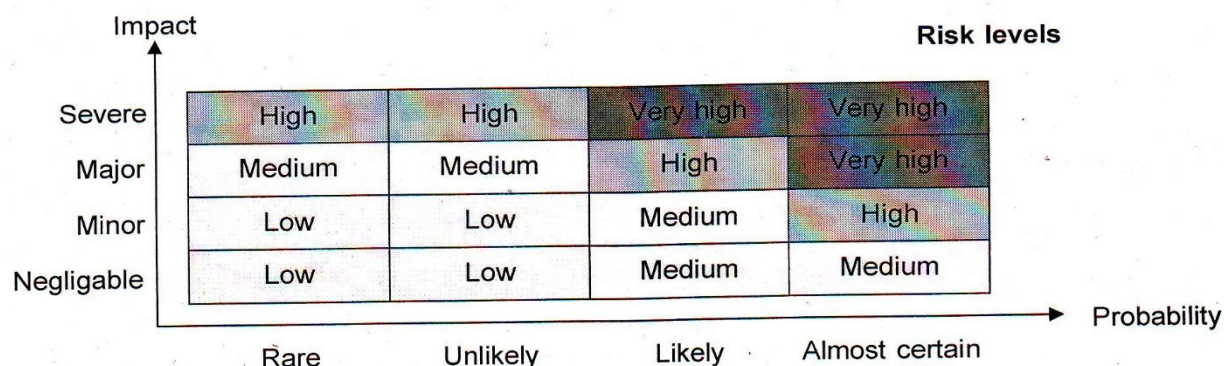 Impact
Risk levels
Severe High High Very high Very high
Major Medium Medium High Very high
Minor Low Low Medium High
Negligable Low Low Medium Medium
Probability
Rare Unlikely Likely Almost certain